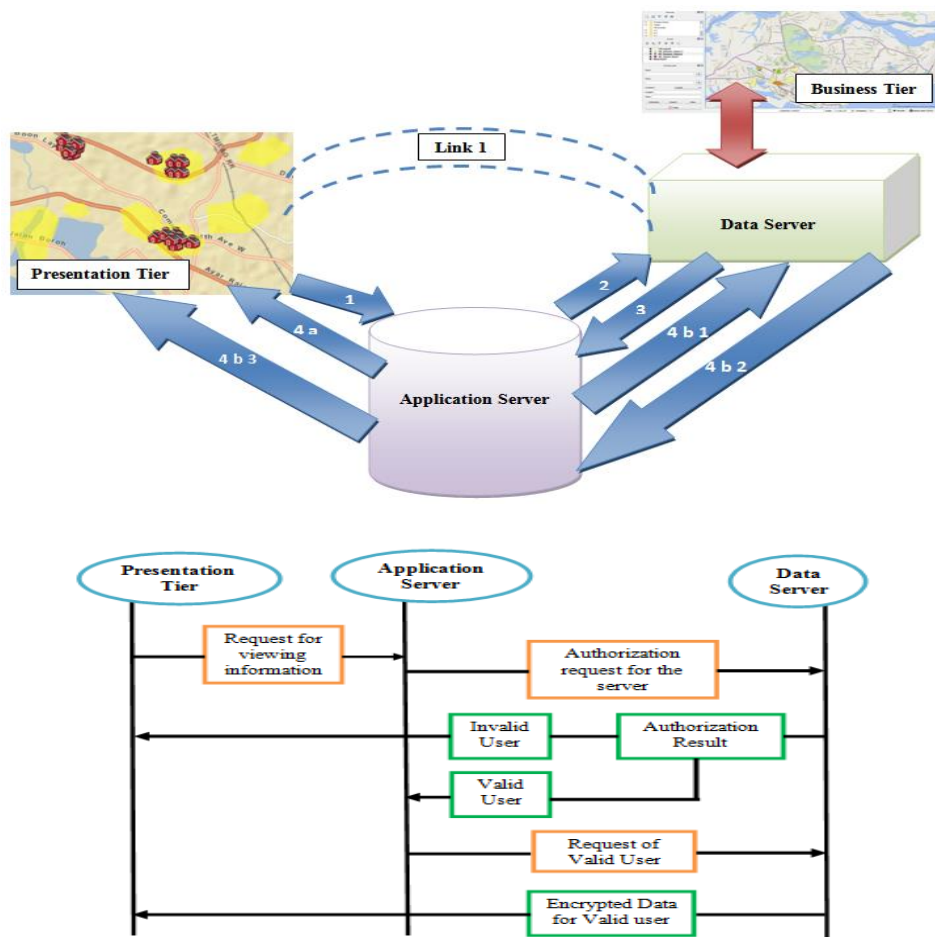 Business Tier
Link 1
Data Server
Presentation Tier
1
2
3
4 a
4 b 1
4 b 2
4 b 3
Application Server
Presentation
Tier
Application
Server
Data
Server
Request for
viewing
information
Authorization
request for the
server
Invalid
User
Authorization
Result
Valid
User
Request of
Valid User
Encrypted Data
for Valid user